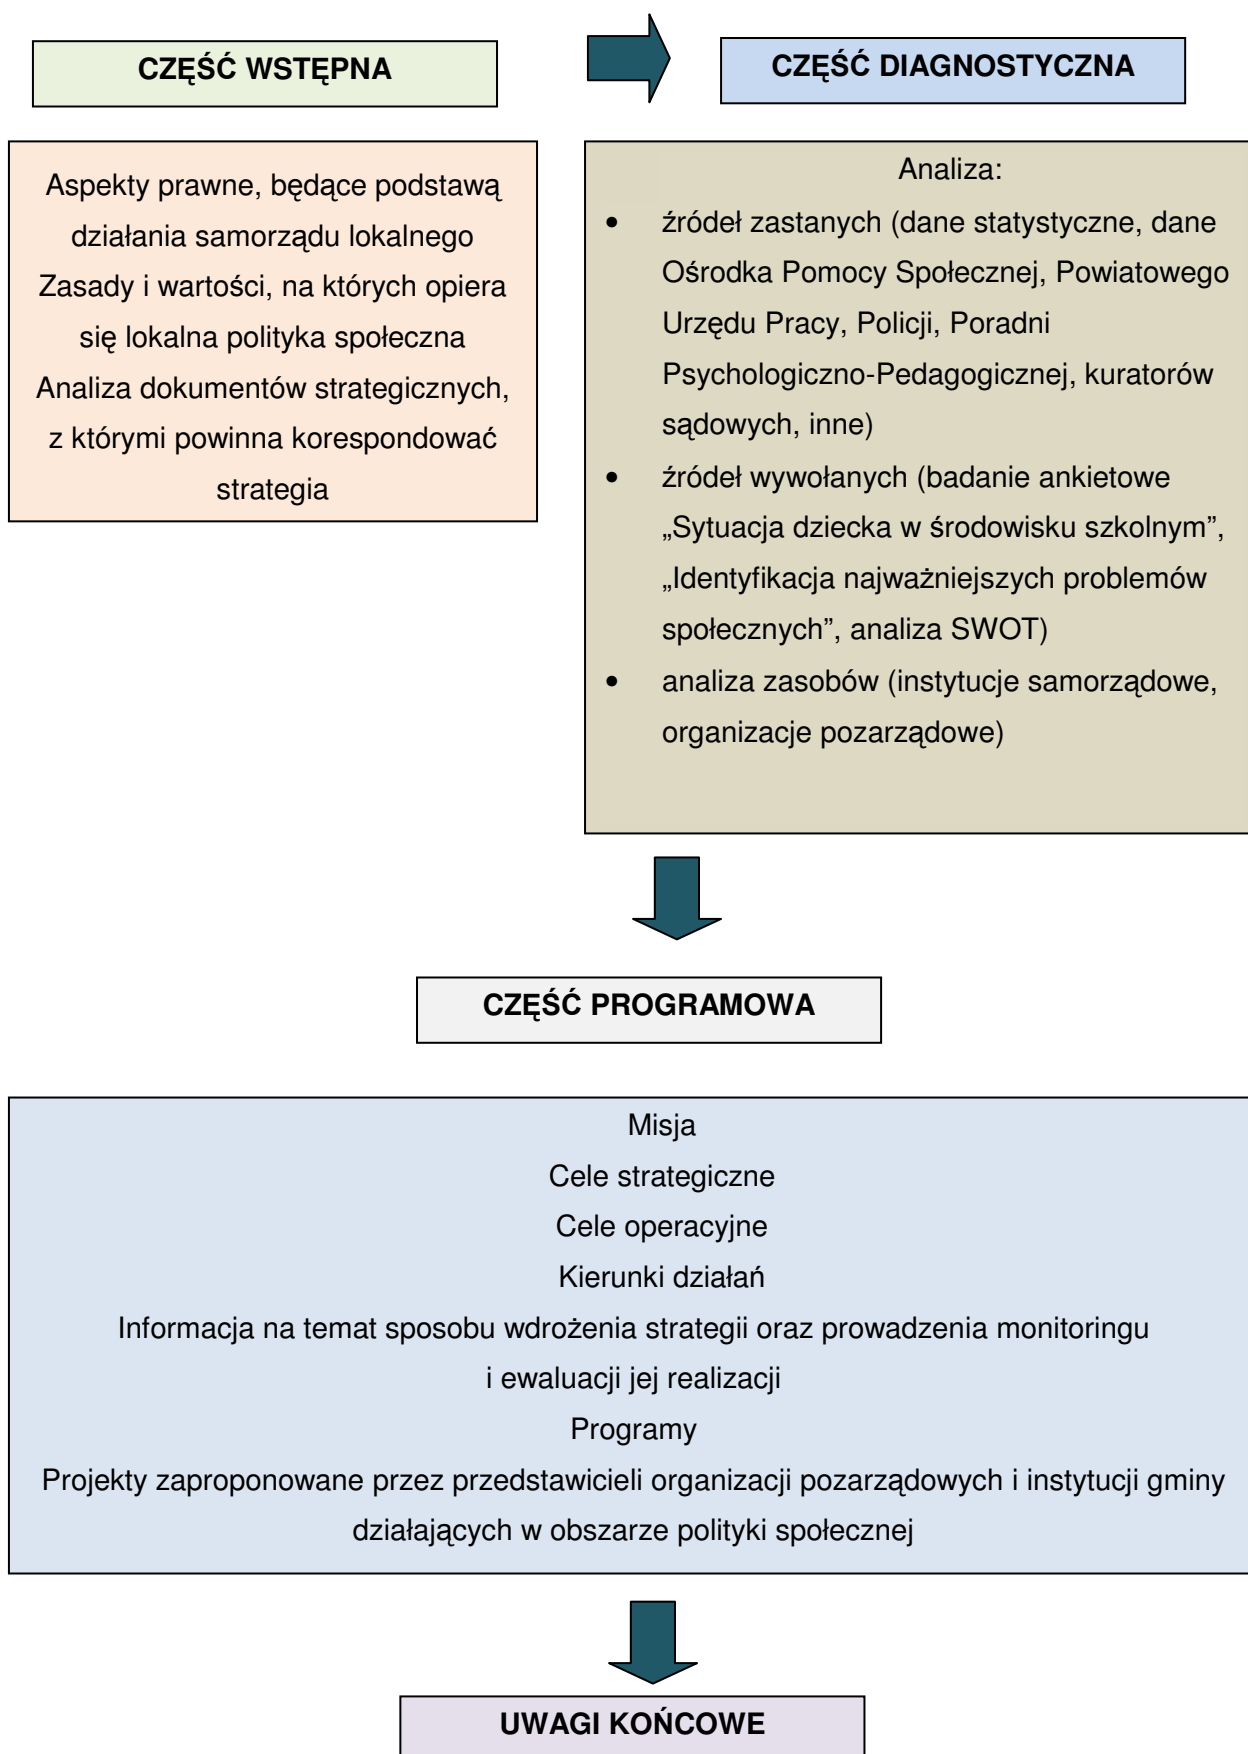 CZĘŚĆ WSTĘPNA
CZĘŚĆ DIAGNOSTYCZNA
Aspekty prawne, będące podstawą
działania samorządu lokalnego
Zasady i wartości, na których opiera
się lokalna polityka społeczna
Analiza dokumentów strategicznych,
z którymi powinna korespondować
strategia
Analiza:
• źródeł zastanych (dane statystyczne, dane
Ośrodka Pomocy Społecznej, Powiatowego
Urzędu Pracy, Policji, Poradni
Psychologiczno-Pedagogicznej, kuratorów
sądowych, inne)
• źródeł wywołanych (badanie ankietowe
„Sytuacja dziecka w środowisku szkolnym”,
„Identyfikacja najważniejszych problemów
społecznych”, analiza SWOT)
• analiza zasobów (instytucje samorządowe,
organizacje pozarządowe)
CZĘŚĆ PROGRAMOWA
Misja
Cele strategiczne
Cele operacyjne
Kierunki działań
Informacja na temat sposobu wdrożenia strategii oraz prowadzenia monitoringu
i ewaluacji jej realizacji
Programy
Projekty zaproponowane przez przedstawicieli organizacji pozarządowych i instytucji gminy
działających w obszarze polityki społecznej
UWAGI KOŃCOWE